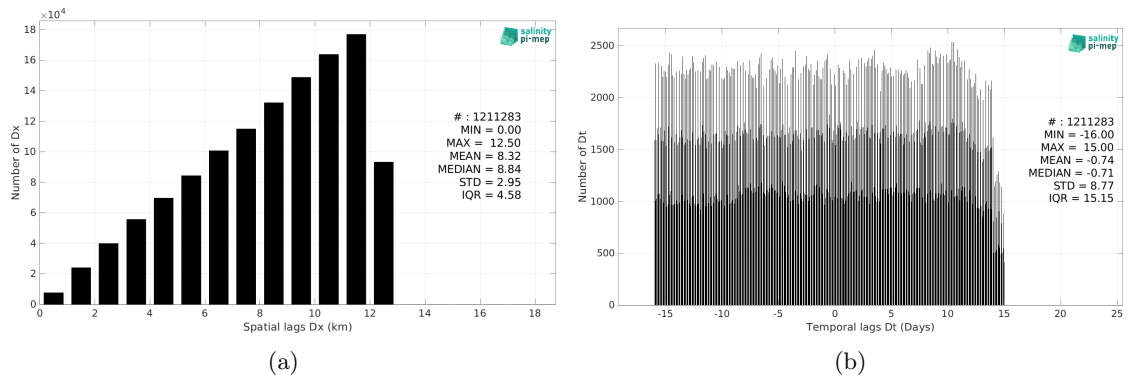 ×10⁴
18
16
14
12
10
8
6
4
2
0
Number of Dx
0 2 4 6 8 10 12 14 16 18
Spatial lags Dx (km)
salinity
pi-mep
# : 1211283
MIN = 0.00
MAX = 12.50
MEAN = 8.32
MEDIAN = 8.84
STD = 2.95
IQR = 4.58
(a)
2500
2000
1500
1000
500
0
Number of Dt
-15 -10 -5 0 5 10 15 20 25
Temporal lags Dt (Days)
salinity
pi-mep
# : 1211283
MIN = -16.00
MAX = 15.00
MEAN = -0.74
MEDIAN = -0.71
STD = 8.77
IQR = 15.15
(b)